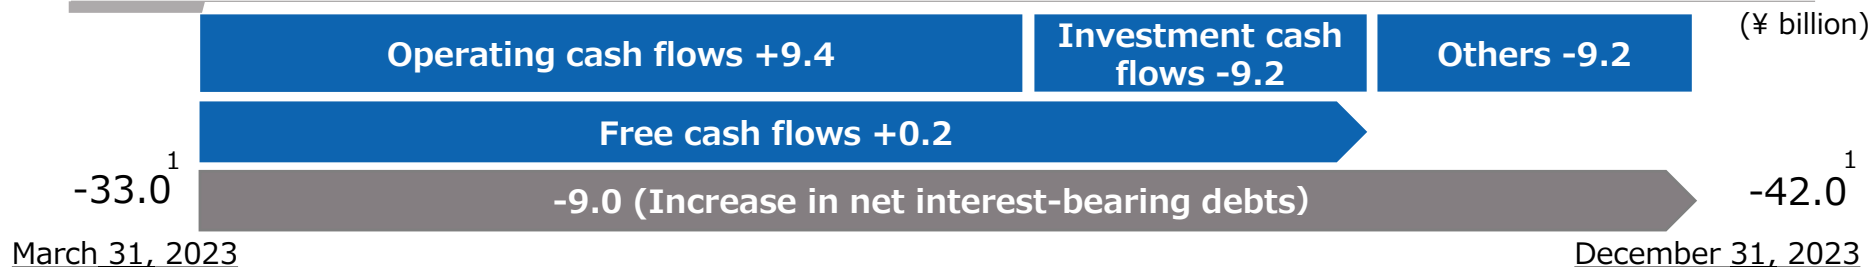 (¥ billion)
Operating cash flows +9.4
Investment cash
flows -9.2
Others -9.2
Free cash flows +0.2
-33.0 1
-9.0 (Increase in net interest-bearing debts）
-42.0 1
March 31, 2023
December 31, 2023